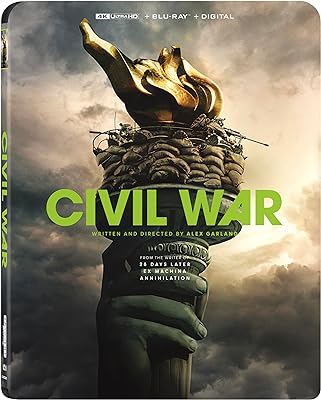 4K ULTRA HD + BLU-RAY + DIGITAL
CIVIL WAR
CIVIL WAR
WRITTEN AND DIRECTED BY ALEX GARLAND
FROM THE WRITER OF
28 DAYS LATER
EX MACHINA
ANNIHILATION